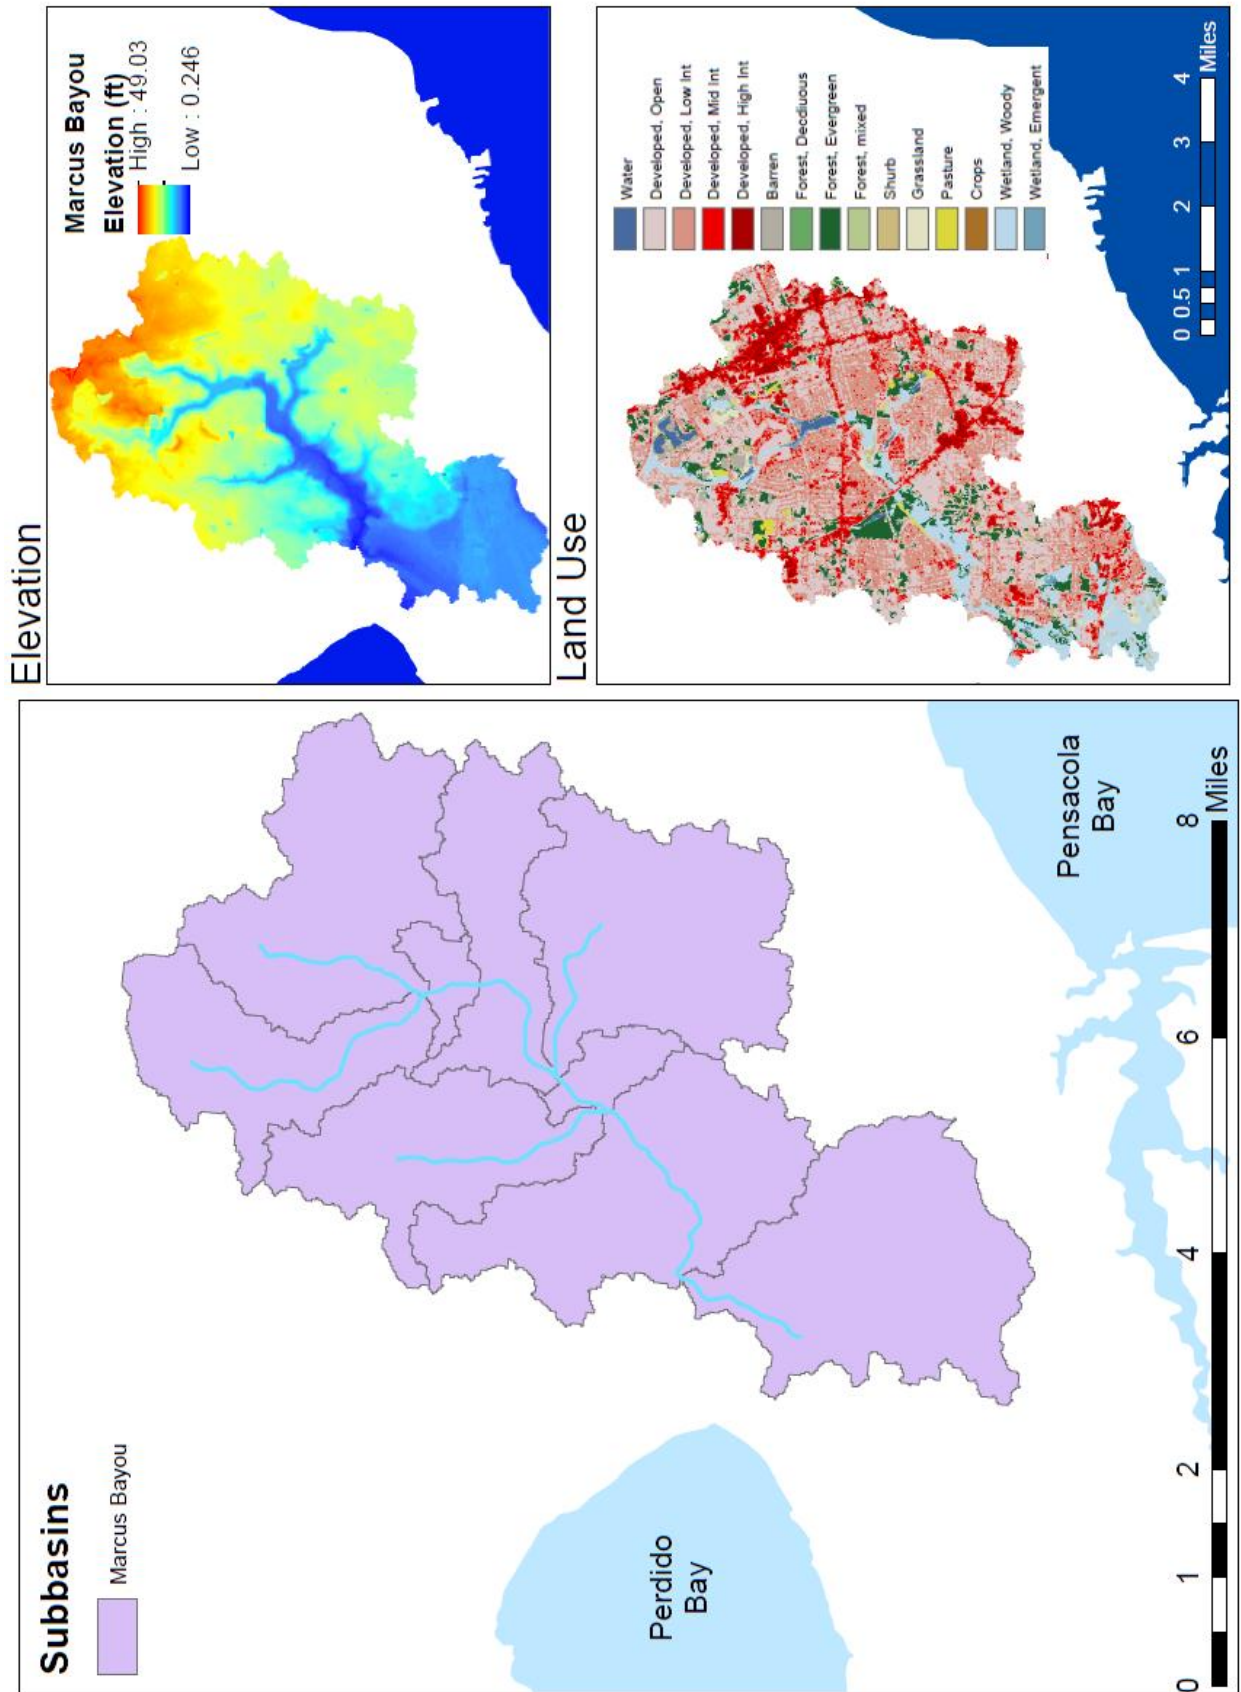 Subbasins
Marcus Bayou
Perdido
Bay
Pensacola
Bay
0 1 2 4 6 8
Miles
Elevation
Marcus Bayou
Elevation (ft)
High : 49.03
Low : 0.246
Land Use
Water
Developed, Open
Developed, Low Int
Developed, Mid Int
Developed, High Int
Barren
Forest, Decdiuous
Forest, Evergreen
Forest, mixed
Shurb
Grassland
Pasture
Crops
Wetland, Woody
Wetland, Emergent
0 0.5 1 2 3 4
Miles